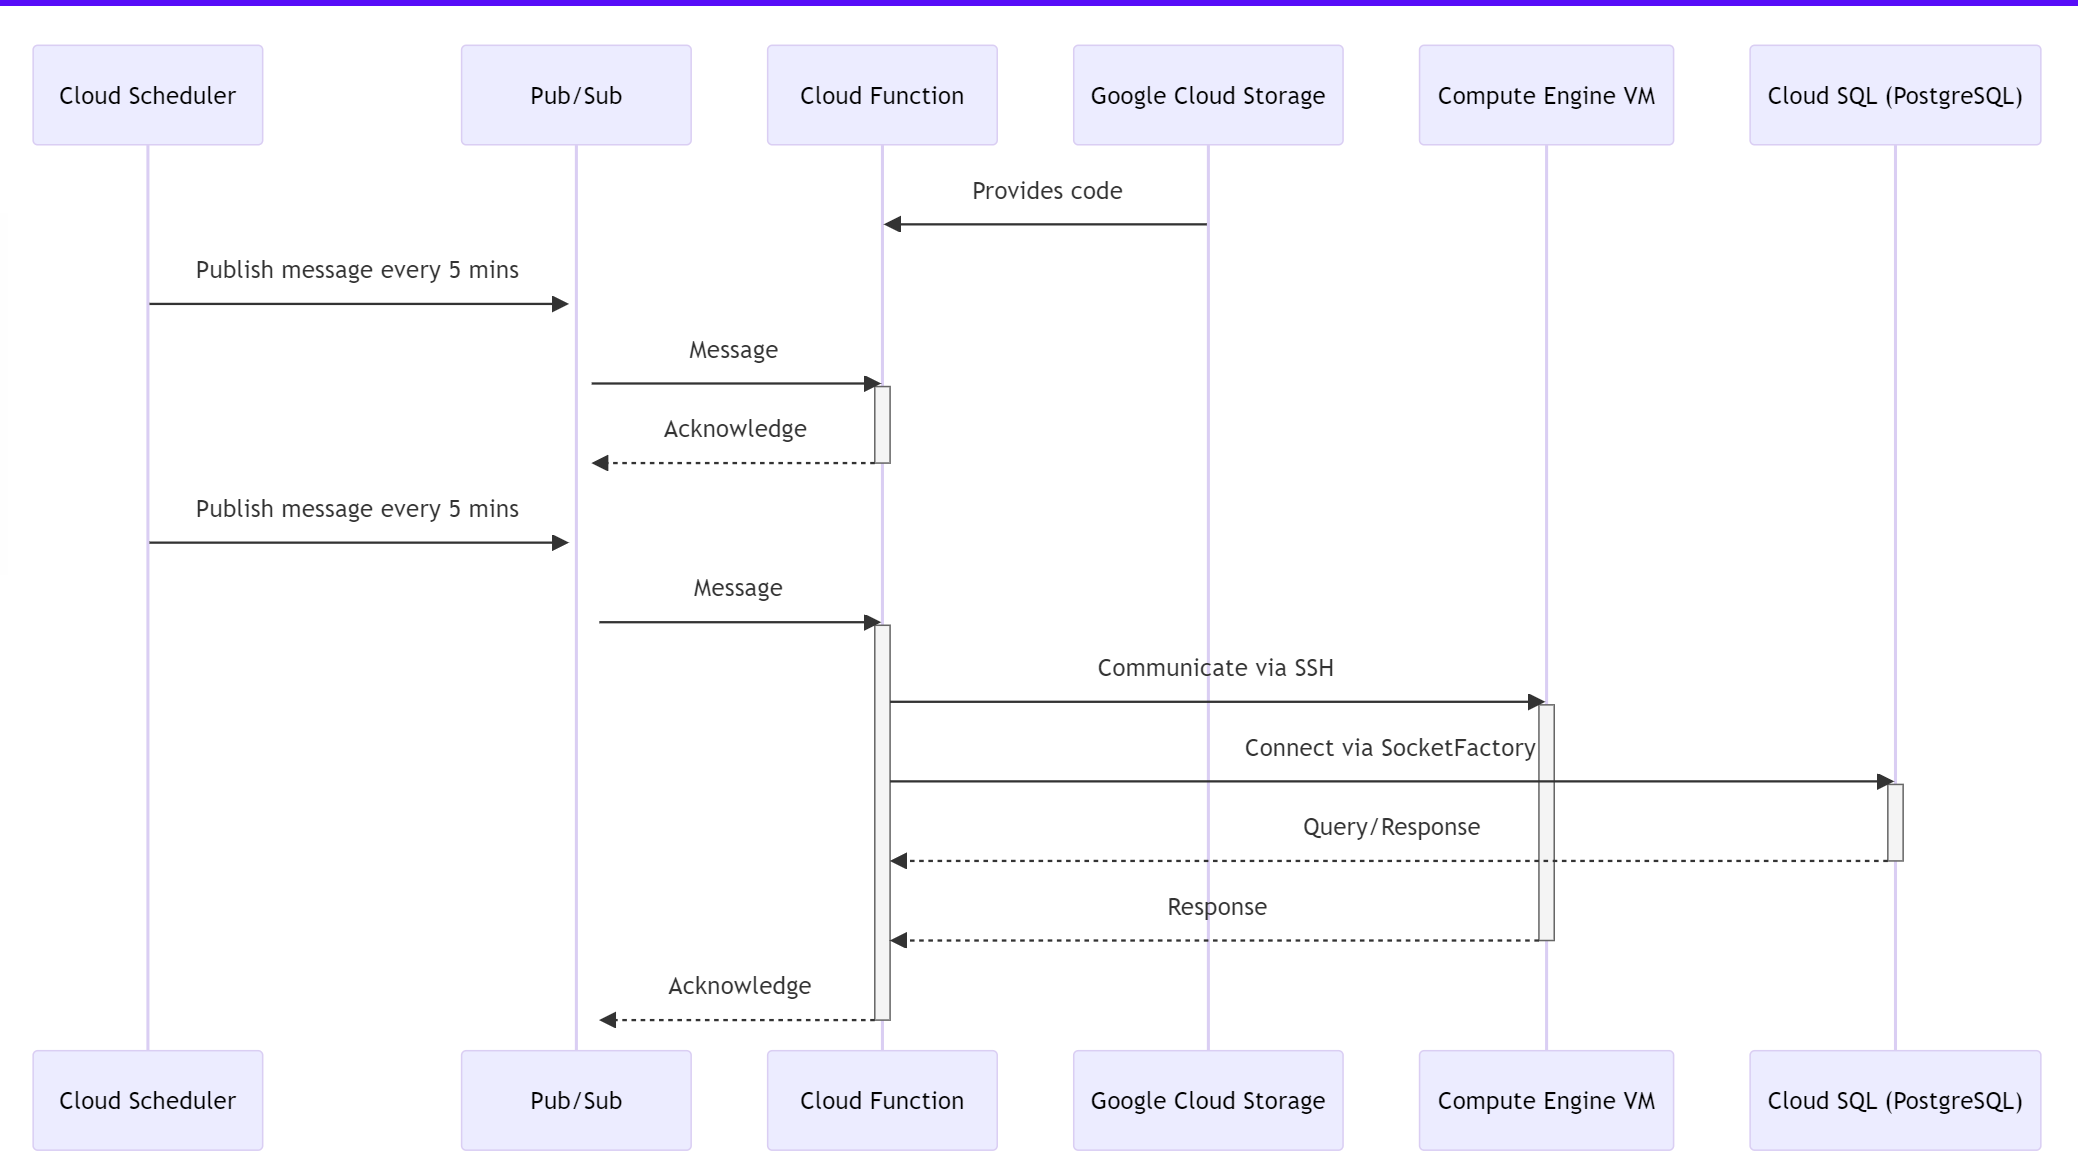 Cloud Scheduler
Pub/Sub
Cloud Function
Google Cloud Storage
Compute Engine VM
Cloud SQL (PostgreSQL)
Provides code
Publish message every 5 mins
Message
Acknowledge
Publish message every 5 mins
Message
Communicate via SSH
Connect via SocketFactory
Query/Response
Response
Acknowledge
Cloud Scheduler
Pub/Sub
Cloud Function
Google Cloud Storage
Compute Engine VM
Cloud SQL (PostgreSQL)